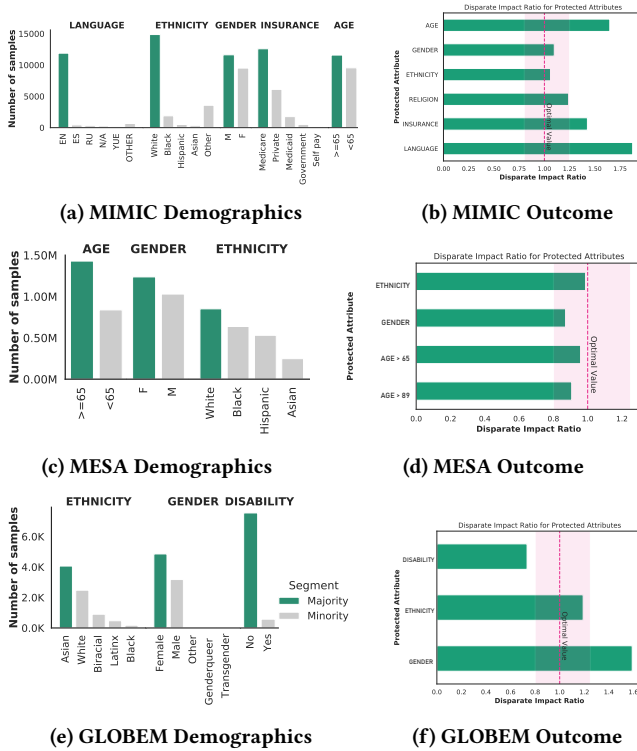 LANGUAGE ETHNICITY GENDER INSURANCE AGE
Number of samples
15000
10000
5000
0
EN ES RU N/A YUE OTHER White Black Hispanic Asian Other M F Medicare Private Medicaid Government Self pay >=65 <65
(a) MIMIC Demographics
Disparate Impact Ratio for Protected Attributes
Protected Attribute
AGE
GENDER
ETHNICITY
RELIGION
INSURANCE
LANGUAGE
Optimal Value
0.00 0.25 0.50 0.75 1.00 1.25 1.50 1.75
Disparate Impact Ratio
(b) MIMIC Outcome
AGE GENDER ETHNICITY
Number of samples
1.50M
1.00M
0.50M
0.00M
>=65 <65 F M White Black Hispanic Asian
(c) MESA Demographics
Disparate Impact Ratio for Protected Attributes
Protected Attribute
ETHNICITY
GENDER
AGE > 65
AGE > 89
Optimal Value
0.0 0.2 0.4 0.6 0.8 1.0 1.2
Disparate Impact Ratio
(d) MESA Outcome
ETHNICITY GENDER DISABILITY
Number of samples
6.0K
4.0K
2.0K
0.0K
Segment
Majority
Minority
Asian White Biracial Latinx Black Female Male Other Genderqueer Transgender No Yes
(e) GLOBEM Demographics
Disparate Impact Ratio for Protected Attributes
Protected Attribute
DISABILITY
ETHNICITY
GENDER
Optimal Value
0.0 0.2 0.4 0.6 0.8 1.0 1.2 1.4 1.6
Disparate Impact Ratio
(f) GLOBEM Outcome